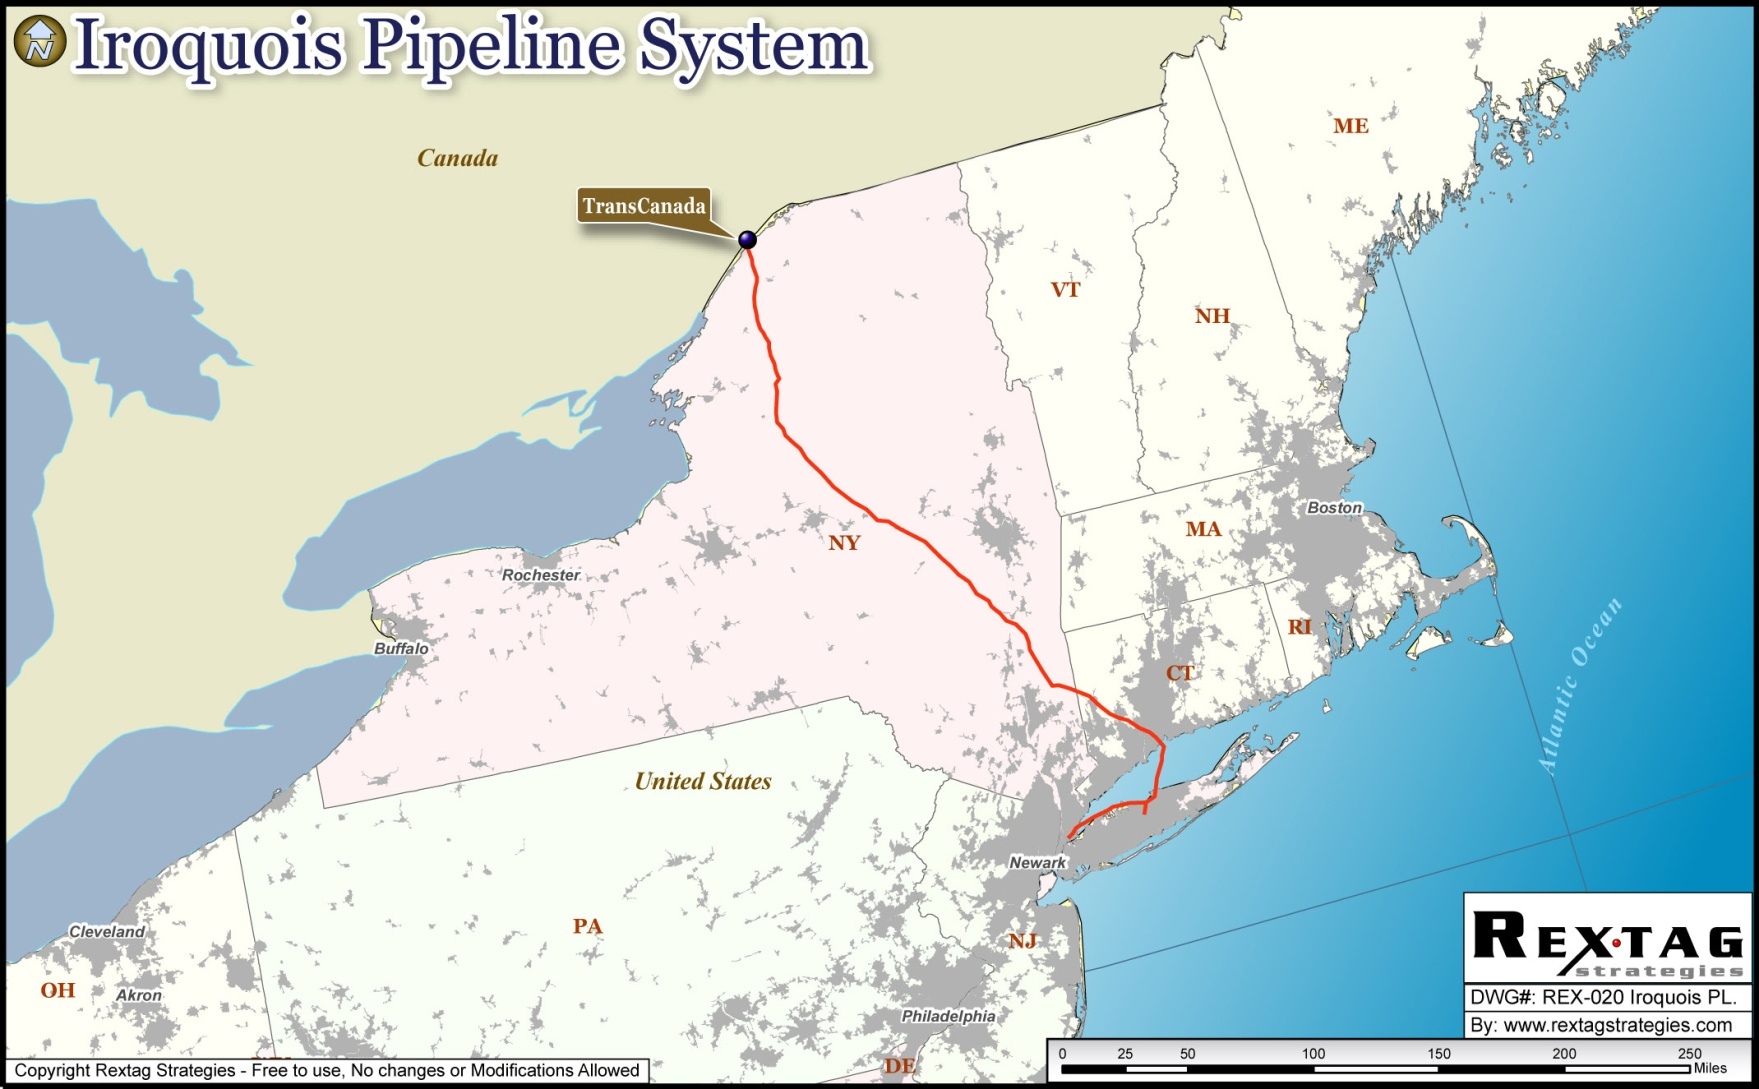 N
Iroquois Pipeline System
Canada
ME
TransCanada
VT
NH
Boston
MA
NY
Rochester
RI
Buffalo
CT
Atlantic Ocean
United States
Newark
PA
Cleveland
NJ
OH
Akron
Philadelphia
DE
REXTAG
strategies
DWG#: REX-020 Iroquois PL.
By: www.rextagstrategies.com
0 25 50 100 150 200 250
Miles
Copyright Rextag Strategies - Free to use, No changes or Modifications Allowed